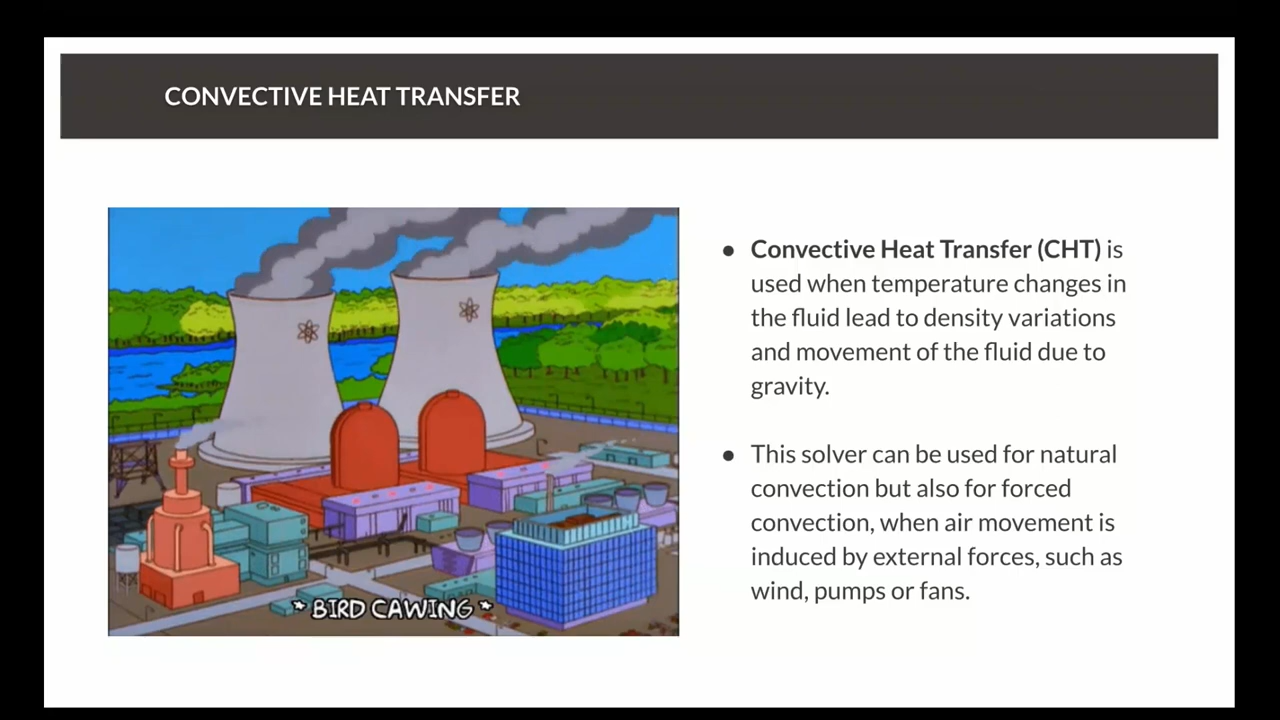 CONVECTIVE HEAT TRANSFER
* BIRD CAWING *
● Convective Heat Transfer (CHT) is
used when temperature changes in
the fluid lead to density variations
and movement of the fluid due to
gravity.
● This solver can be used for natural
convection but also for forced
convection, when air movement is
induced by external forces, such as
wind, pumps or fans.